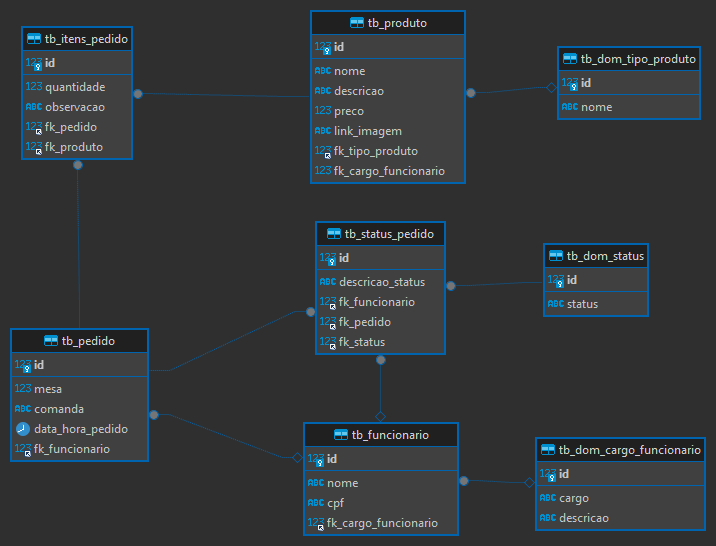 tb_itens_pedido
123 id
123 quantidade
ABC observacao
123 fk_pedido
123 fk_produto
tb_produto
123 id
ABC nome
ABC descricao
123 preco
ABC link_imagem
123 fk_tipo_produto
123 fk_cargo_funcionario
tb_dom_tipo_produto
123 id
ABC nome
tb_status_pedido
123 id
ABC descricao_status
123 fk_funcionario
123 fk_pedido
123 fk_status
tb_dom_status
123 id
ABC status
tb_pedido
123 id
123 mesa
ABC comanda
data_hora_pedido
123 fk_funcionario
tb_funcionario
123 id
ABC nome
ABC cpf
123 fk_cargo_funcionario
tb_dom_cargo_funcionario
123 id
ABC cargo
ABC descricao